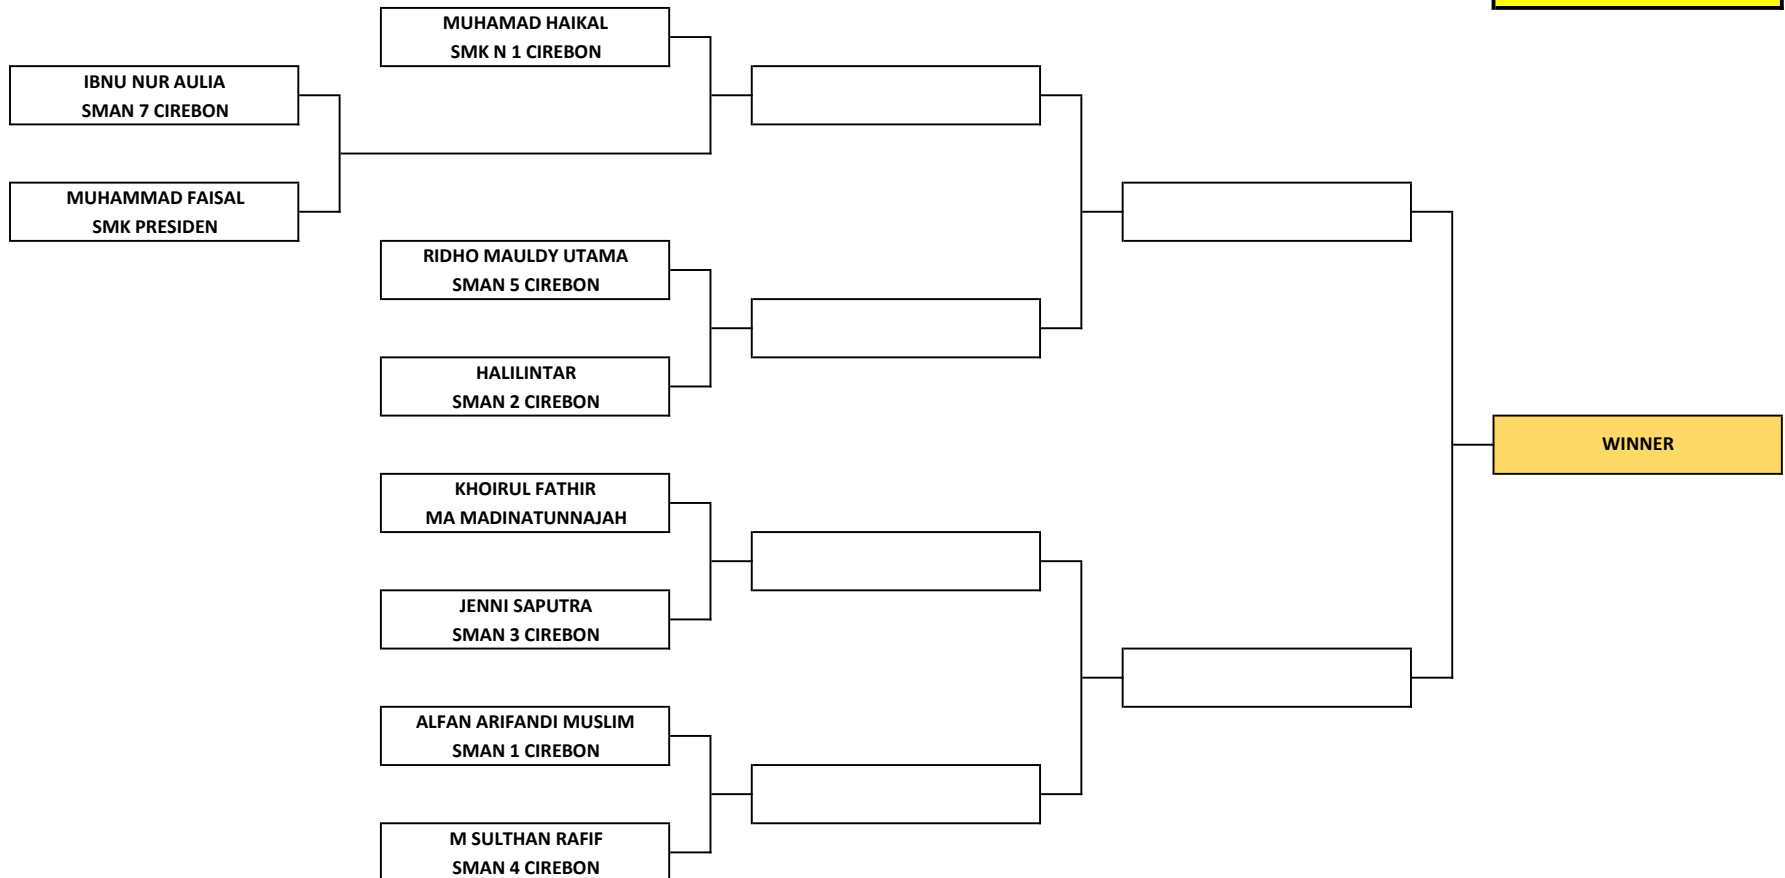 MUHAMAD HAIKAL
SMK N 1 CIREBON
IBNU NUR AULIA
SMAN 7 CIREBON
MUHAMMAD FAISAL
SMK PRESIDEN
RIDHO MAULDY UTAMA
SMAN 5 CIREBON
HALILINTAR
SMAN 2 CIREBON
WINNER
KHOIRUL FATHIR
MA MADINATUNNAJAH
JENNI SAPUTRA
SMAN 3 CIREBON
ALFAN ARIFANDI MUSLIM
SMAN 1 CIREBON
M SULTHAN RAFIF
SMAN 4 CIREBON